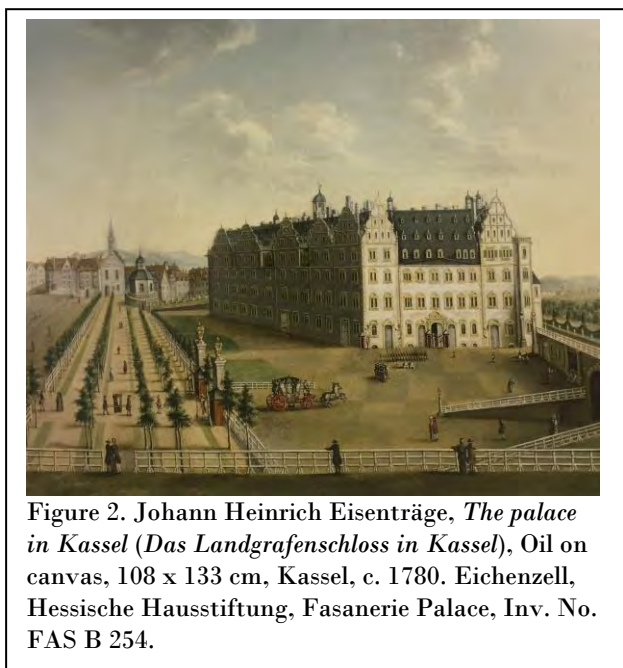 Figure 2. Johann Heinrich Eisenträge, The palace
in Kassel (Das Landgrafenschloss in Kassel), Oil on
canvas, 108 x 133 cm, Kassel, c. 1780. Eichenzell,
Hessische Hausstiftung, Fasanerie Palace, Inv. No.
FAS B 254.